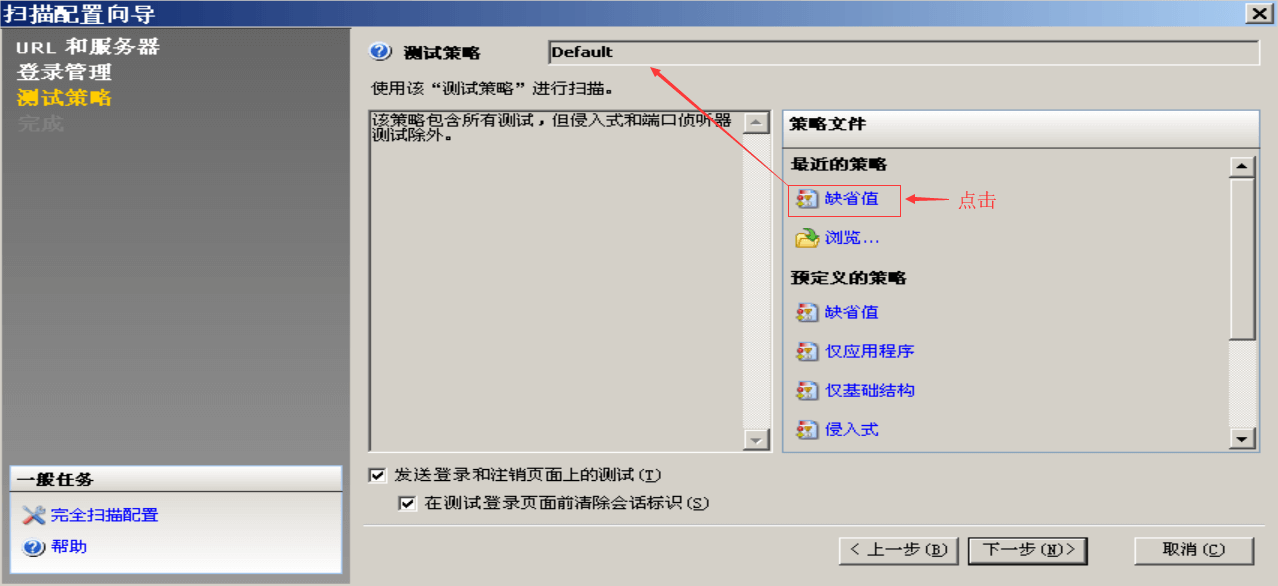 扫描配置向导
URL 和服务器
登录管理
测试策略
完成
测试策略
Default
使用该“测试策略”进行扫描。
该策略包含所有测试，但侵入式和端口侦听器
测试除外。
策略文件
最近的策略
缺省值
点击
浏览...
预定义的策略
缺省值
仅应用程序
仅基础结构
侵入式
发送登录和注销页面上的测试(T)
在测试登录页面前清除会话标识(S)
一般任务
完全扫描配置
帮助
< 上一步(B)
下一步(N)>
取消(C)